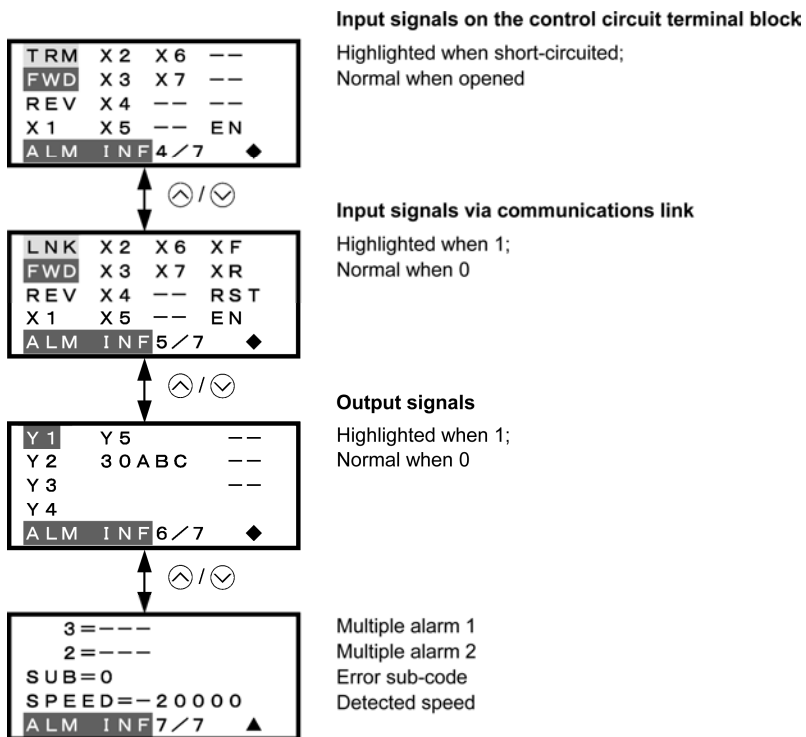 Input signals on the control circuit terminal block
TRM X2 X6 --
FWD X3 X7 --
REV X4 -- --
X1 X5 -- EN
ALM INF 4/7 ◆
Highlighted when short-circuited;
Normal when opened
/
Input signals via communications link
LNK X2 X6 XF
FWD X3 X7 XR
REV X4 -- RST
X1 X5 -- EN
ALM INF 5/7 ◆
Highlighted when 1;
Normal when 0
/
Output signals
Y1 Y5 --
Y2 30ABC --
Y3 --
Y4
ALM INF 6/7 ◆
Highlighted when 1;
Normal when 0
/
3=---
2=---
SUB=0
SPEED=-20000
ALM INF 7/7 ▲
Multiple alarm 1
Multiple alarm 2
Error sub-code
Detected speed